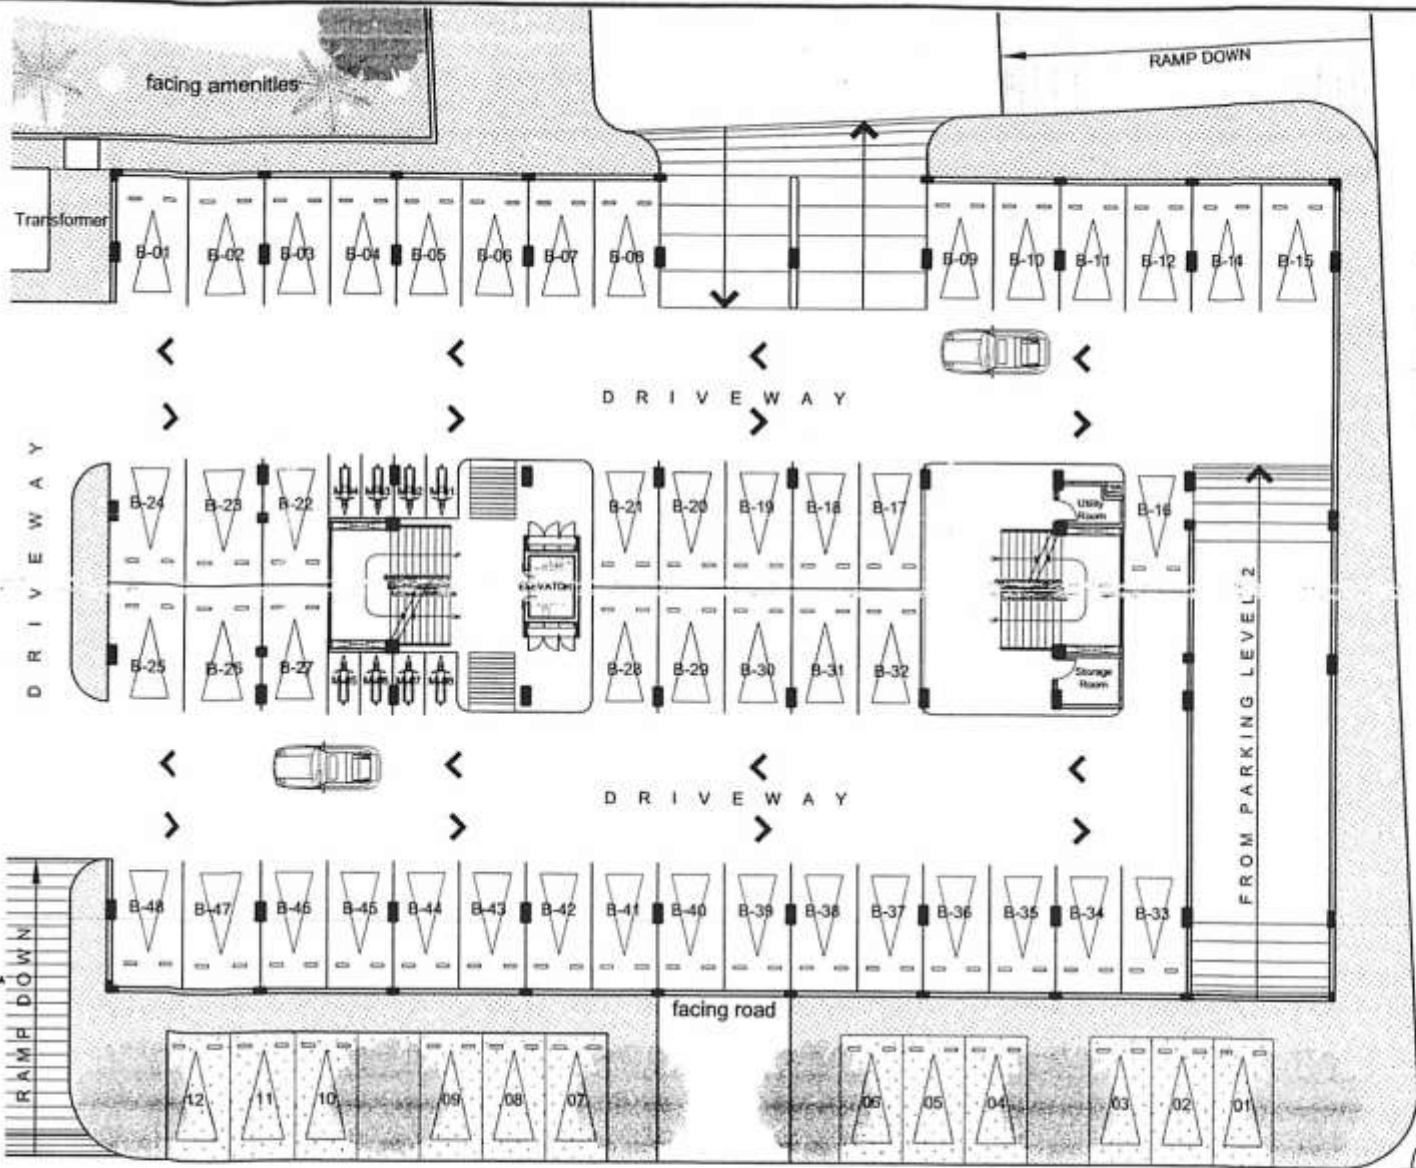 facing amenities
RAMP DOWN
Transformer
B-01
B-02
B-03
B-04
B-05
B-06
B-07
B-08
B-09
B-10
B-11
B-12
B-14
B-15
DRIVEWAY
DRIVEWAY
B-24
B-23
B-22
B-21
B-20
B-19
B-18
B-17
Utility
Room
B-16
ELEVATOR
B-25
B-26
B-27
B-28
B-29
B-30
B-31
B-32
Storage
Room
FROM PARKING LEVEL 2
DRIVEWAY
B-48
B-47
B-46
B-45
B-44
B-43
B-42
B-41
B-40
B-39
B-38
B-37
B-36
B-35
B-34
B-33
RAMP DOWN
facing road
12
11
10
09
08
07
06
05
04
03
02
01